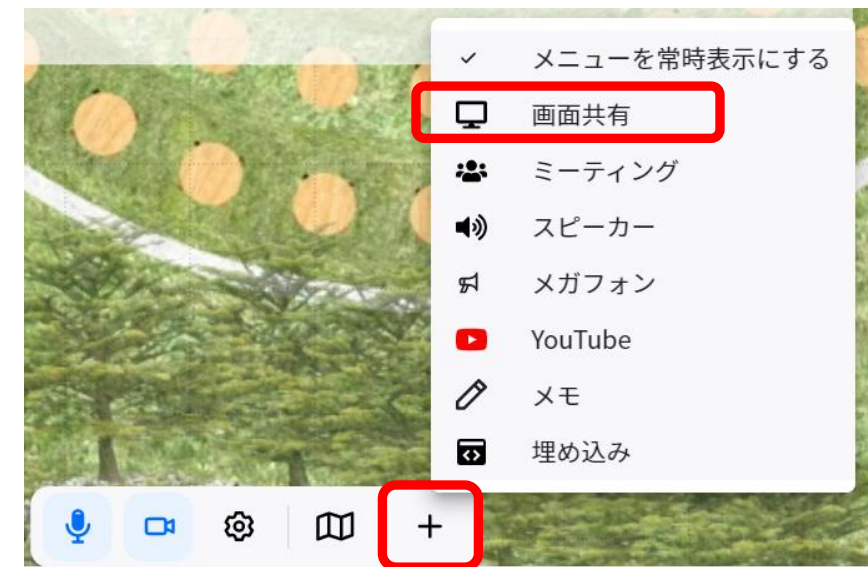 メニューを常時表示にする
画面共有
ミーティング
スピーカー
メガフォン
YouTube
メモ
埋め込み